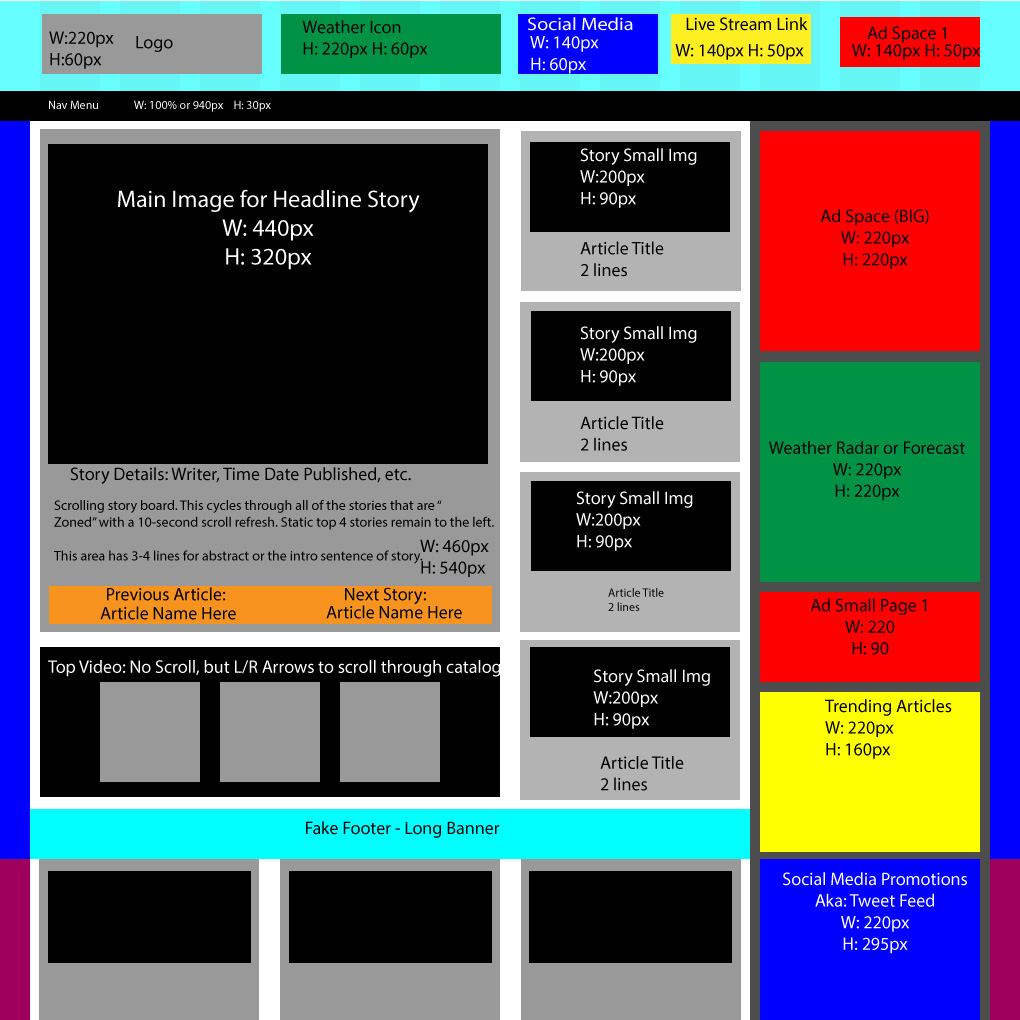 W:220px
H:60px
Logo
Weather Icon
H: 220px H: 60px
Social Media
W: 140px
H: 60px
Live Stream Link
W: 140px H: 50px
Ad Space 1
W: 140px H: 50px
Nav Menu W: 100% or 940px H: 30px
Main Image for Headline Story
W: 440px
H: 320px
Story Details: Writer, Time Date Published, etc.
Scrolling story board. This cycles through all of the stories that are “
Zoned” with a 10-second scroll refresh. Static top 4 stories remain to the left.
This area has 3-4 lines for abstract or the intro sentence of story.
W: 460px
H: 540px
Previous Article:
Article Name Here
Next Story:
Article Name Here
Top Video: No Scroll, but L/R Arrows to scroll through catalog
Story Small Img
W:200px
H: 90px
Article Title
2 lines
Story Small Img
W:200px
H: 90px
Article Title
2 lines
Story Small Img
W:200px
H: 90px
Article Title
2 lines
Story Small Img
W:200px
H: 90px
Article Title
2 lines
Ad Space (BIG)
W: 220px
H: 220px
Weather Radar or Forecast
W: 220px
H: 220px
Ad Small Page 1
W: 220
H: 90
Trending Articles
W: 220px
H: 160px
Fake Footer - Long Banner
Social Media Promotions
Aka: Tweet Feed
W: 220px
H: 295px